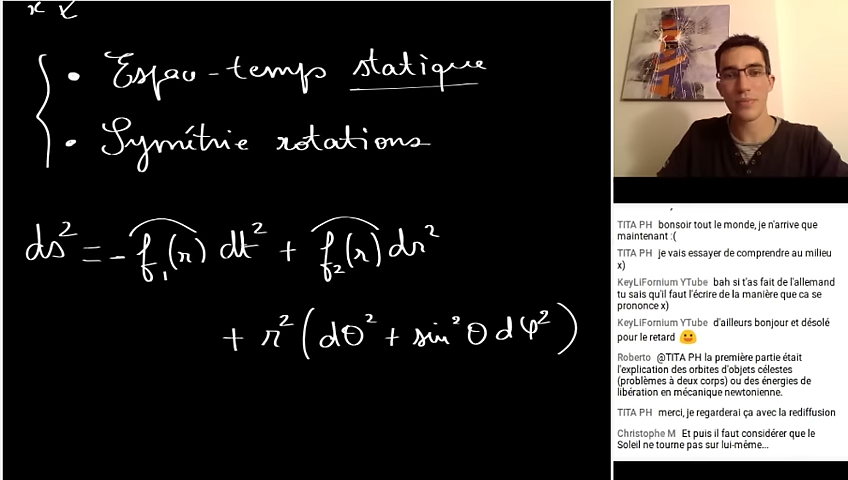 • Espace-temps statique
• Symétrie rotations
ds² = - f₁(r) dt² + f₂(r) dr²
+ r² (dθ² + sin² θ dφ²)
TITA PH bonsoir tout le monde, je n'arrive que
maintenant :(
TITA PH je vais essayer de comprendre au milieu
x)
KeyLiFornium YTube bah si t'as fait de l'allemand
tu sais qu'il faut l'écrire de la manière que ca se
prononce x)
KeyLiFornium YTube d'ailleurs bonjour et désolé
pour le retard 🙂
Roberto @TITA PH la première partie était
l'explication des orbites d'objets célestes
(problèmes à deux corps) ou des énergies de
libération en mécanique newtonienne.
TITA PH merci, je regarderai ça avec la rediffusion
Christophe M Et puis il faut considérer que le
Soleil ne tourne pas sur lui-même...